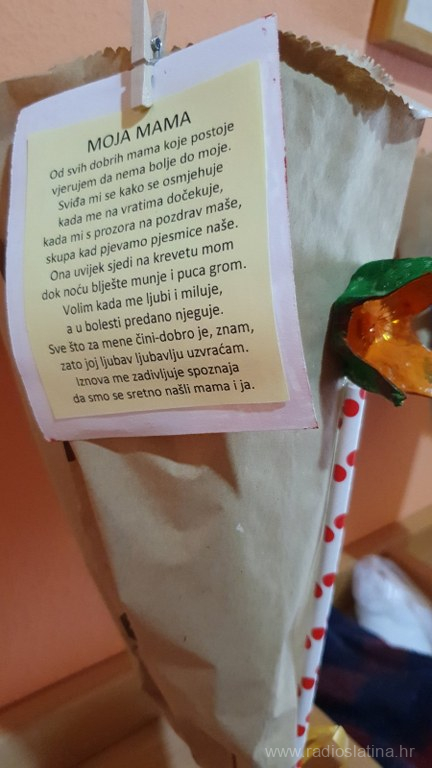 MOJA MAMA
Od svih dobrih mama koje postoje
vjerujem da nema bolje do moje.
Sviđa mi se kako se osmjehuje
kada me na vratima dočekuje,
kada mi s prozora na pozdrav maše,
skupa kad pjevamo pjesmice naše.
Ona uvijek sjedi na krevetu mom
dok noću blješte munje i puca grom.
Volim kada me ljubi i miluje,
a u bolesti predano njeguje.
Sve što za mene čini-dobro je, znam,
zato joj ljubav ljubavlju uzvraćam.
Iznova me zadivljuje spoznaja
da smo se sretno našli mama i ja.
www.radioslatina.hr